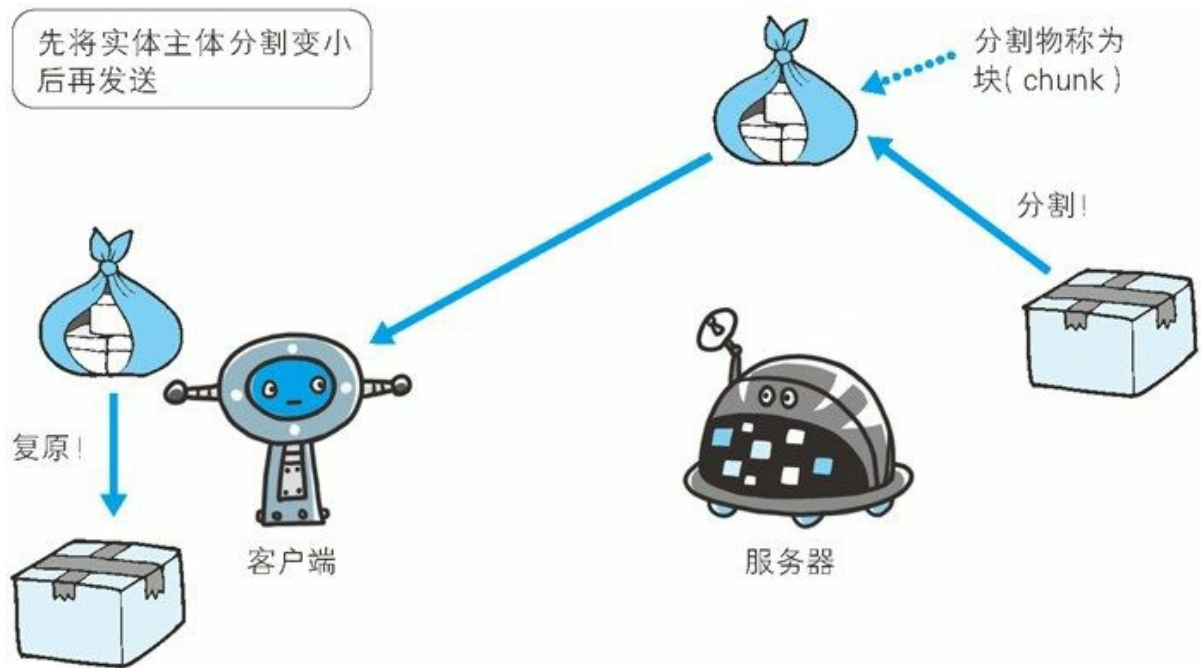 先将实体主体分割变小
后再发送
分割物称为
块( chunk )
分割!
复原!
客户端
服务器